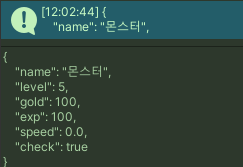 [12:02:44] {
"name": "몬스터",
{
"name": "몬스터",
"level": 5,
"gold": 100,
"exp": 100,
"speed": 0.0,
"check": true
}